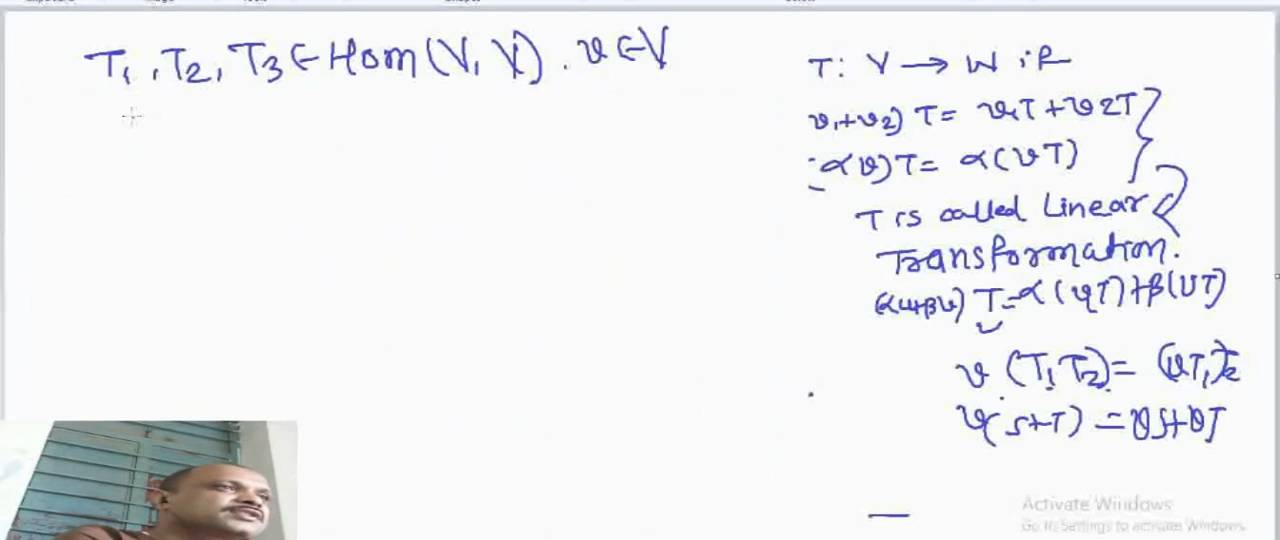 T₁, T₂, T₃ ∈ Hom(V, V). v ∈ V
T: V → W if
v₁+v₂) T = v₁T + v₂T
αv) T = α(vT)
T is called Linear
Transformation.
(αu+βv) T = α(uT) + β(vT)
v (T₁T₂) = (vT₁)T₂
v(S+T) = vS + vT
Activate Windows
Go to Settings to activate Windows.